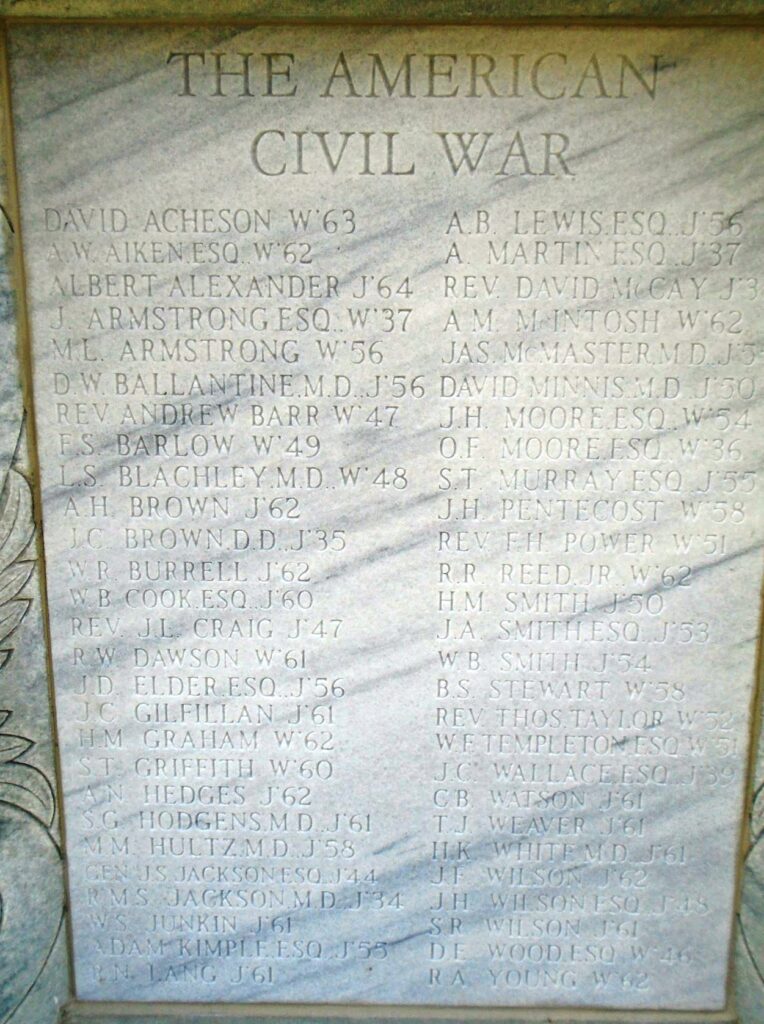 THE AMERICAN
CIVIL WAR
DAVID ACHESON W'63
A.W. AIKEN,ESQ., W'62
ALBERT ALEXANDER J'64
J. ARMSTRONG,ESQ., W'37
M.L. ARMSTRONG W'56
D.W. BALLANTINE,M.D., J'56
REV. ANDREW BARR W'47
F.S. BARLOW W'49
L.S. BLACHLEY,M.D., W'48
A.H. BROWN J'62
J.C. BROWN,D.D., J'35
W.R. BURRELL J'62
W.B. COOK,ESQ., J'60
REV. J.L. CRAIG J'47
R.W. DAWSON W'61
J.D. ELDER,ESQ., J'56
J.C. GILFILLAN J'61
H.M. GRAHAM W'62
S.T. GRIFFITH W'60
A.N. HEDGES J'62
S.G. HODGENS,M.D., J'61
M.M. HULTZ,M.D., J'58
GEN. J.S. JACKSON,ESQ., J'44
R.M.S. JACKSON,M.D., J'34
W.S. JUNKIN J'61
ADAM KIMPLE,ESQ., J'55
R.N. LANG J'61
A.B. LEWIS,ESQ., J'56
A. MARTIN,ESQ., J'37
REV. DAVID McCAY
A.M. McINTOSH W'62
JAS. McMASTER,M.D.,
DAVID MINNIS,M.D., J'50
J.H. MOORE,ESQ., W'54
O.F. MOORE,ESQ., W'36
S.T. MURRAY,ESQ., J'55
J.H. PENTECOST W'58
REV. F.H. POWER W'51
R.R. REED, JR., W'62
H.M. SMITH J'50
J.A. SMITH,ESQ., J'53
W.B. SMITH J'54
B.S. STEWART W'58
REV. THOS. TAYLOR W'52
W.F. TEMPLETON,ESQ., W'51
J.C. WALLACE,ESQ., J'39
C.B. WATSON J'61
T.J. WEAVER J'61
H.K. WHITE,M.D., J'61
J.F. WILSON J'62
J.H. WILSON,ESQ., J'48
S.R. WILSON J'61
D.E. WOOD,ESQ., W'46
R.A. YOUNG W'62